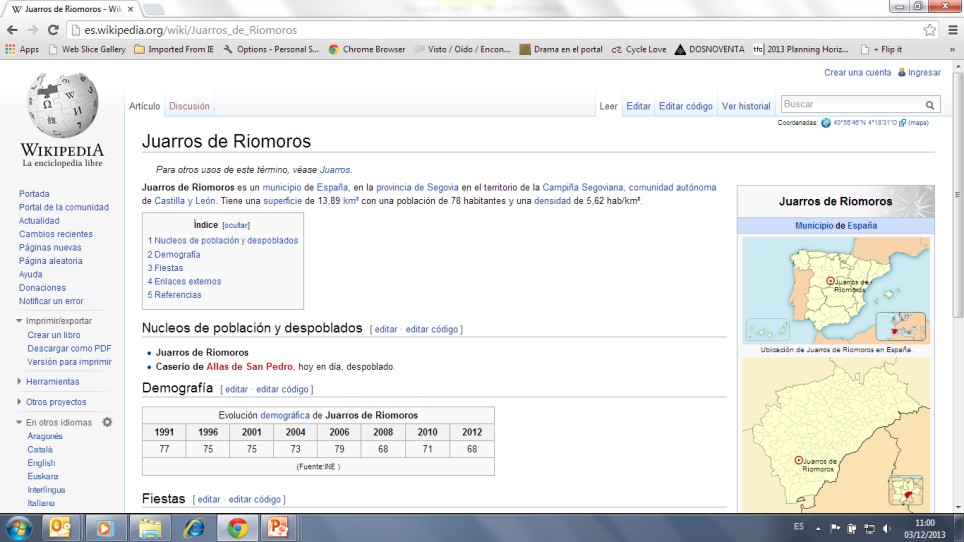 Juarros de Riomoros - Wik
es.wikipedia.org/wiki/Juarros_de_Riomoros
Apps Web Slice Gallery Imported From IE Options - Personal S... Chrome Browser Visto / Oído / Encon... Drama en el portal Cycle Love DOSNOVENTA 2013 Planning Horiz... + Flip it »
Crear una cuenta Ingresar
Artículo Discusión Leer Editar Editar código Ver historial Buscar
Coordenadas: 40°56′46″N 4°18′31″O (mapa)
WIKIPEDIA
La enciclopedia libre
Portada
Portal de la comunidad
Actualidad
Cambios recientes
Páginas nuevas
Página aleatoria
Ayuda
Donaciones
Notificar un error
Imprimir/exportar
Crear un libro
Descargar como PDF
Versión para imprimir
Herramientas
Otros proyectos
En otros idiomas
Aragonés
Català
English
Euskara
Interlingua
Italiano
Juarros de Riomoros
Para otros usos de este término, véase Juarros.
Juarros de Riomoros es un municipio de España, en la provincia de Segovia en el territorio de la Campiña Segoviana, comunidad autónoma
de Castilla y León. Tiene una superficie de 13,89 km² con una población de 78 habitantes y una densidad de 5,62 hab/km².
Índice [ocultar]
1 Nucleos de población y despoblados
2 Demografía
3 Fiestas
4 Enlaces externos
5 Referencias
Nucleos de población y despoblados [ editar · editar código ]
• Juarros de Riomoros
• Caserío de Allas de San Pedro, hoy en día, despoblado.
Demografía [ editar · editar código ]
Evolución demográfica de Juarros de Riomoros
1991 1996 2001 2004 2006 2008 2010 2012
77 75 75 73 79 68 71 68
(Fuente:INE )
Fiestas [ editar · editar código ]
Juarros de Riomoros
Municipio de España
Juarros de
Riomoros
Ubicación de Juarros de Riomoros en España.
Juarros de
Riomoros
ES 11:00
03/12/2013